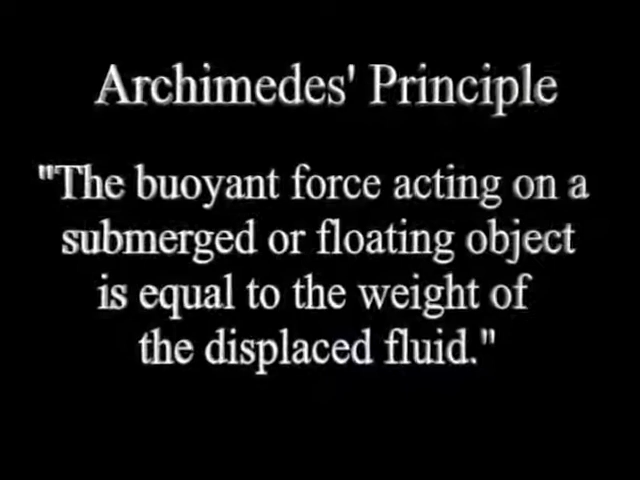 Archimedes' Principle
"The buoyant force acting on a
submerged or floating object
is equal to the weight of
the displaced fluid."